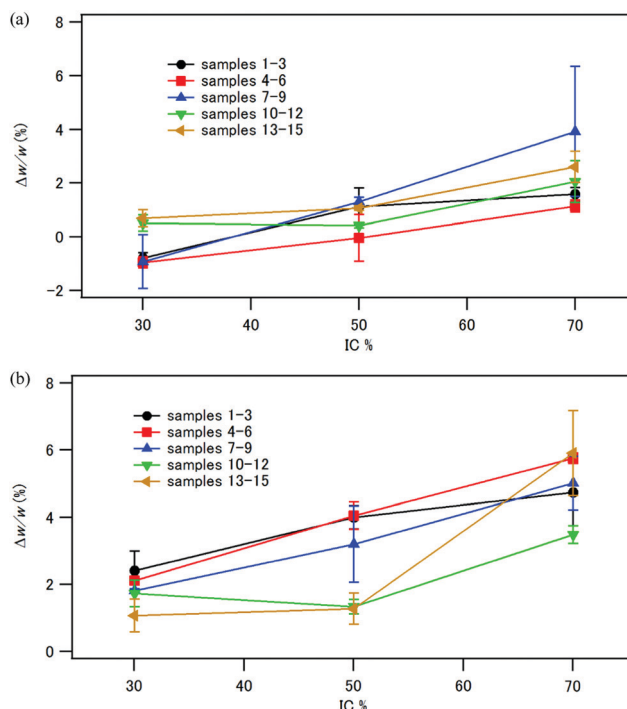 (a)
8
6
4
2
0
−2
Δw/w (%)
samples 1−3
samples 4−6
samples 7−9
samples 10−12
samples 13−15
30 40 50 60 70
IC %
(b)
8
6
4
2
0
Δw/w (%)
samples 1−3
samples 4−6
samples 7−9
samples 10−12
samples 13−15
30 40 50 60 70
IC %